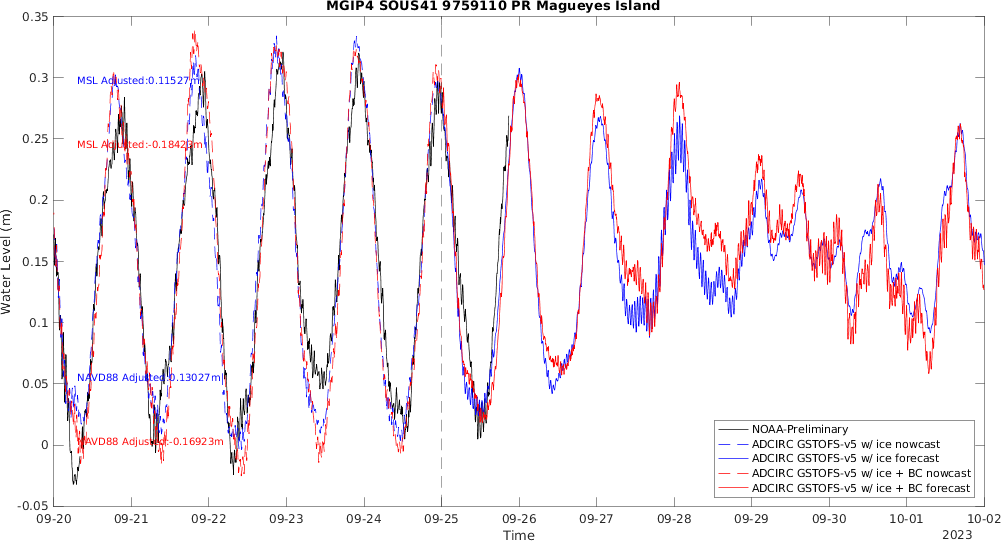 MGIP4 SOUS41 9759110 PR Magueyes Island
0.35
0.3
0.25
0.2
0.15
0.1
0.05
0
-0.05
Water Level (m)
MSL Adjusted:0.11527m
MSL Adjusted:-0.18423m
NAVD88 Adjusted:0.13027m
NAVD88 Adjusted:-0.16923m
NOAA-Preliminary
ADCIRC GSTOFS-v5 w/ ice nowcast
ADCIRC GSTOFS-v5 w/ ice forecast
ADCIRC GSTOFS-v5 w/ ice + BC nowcast
ADCIRC GSTOFS-v5 w/ ice + BC forecast
09-20 09-21 09-22 09-23 09-24 09-25 09-26 09-27 09-28 09-29 09-30 10-01 10-02
Time
2023